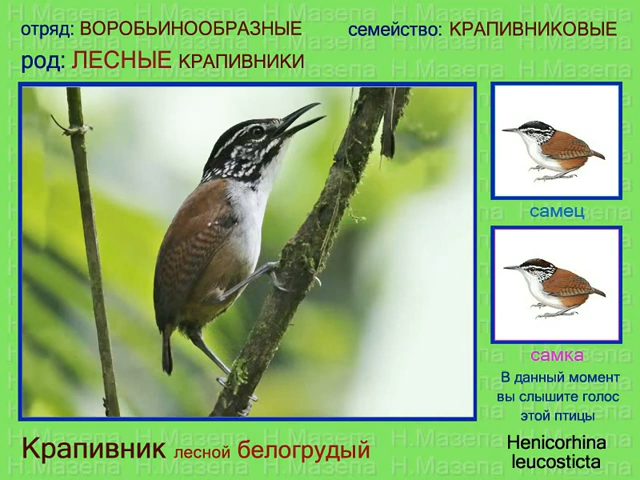 отряд: ВОРОБЬИНООБРАЗНЫЕ
семейство: КРАПИВНИКОВЫЕ
род: ЛЕСНЫЕ КРАПИВНИКИ
самец
самка
В данный момент
вы слышите голос
этой птицы
Крапивник лесной белогрудый
Henicorhina
leucosticta
Н.Мазепа